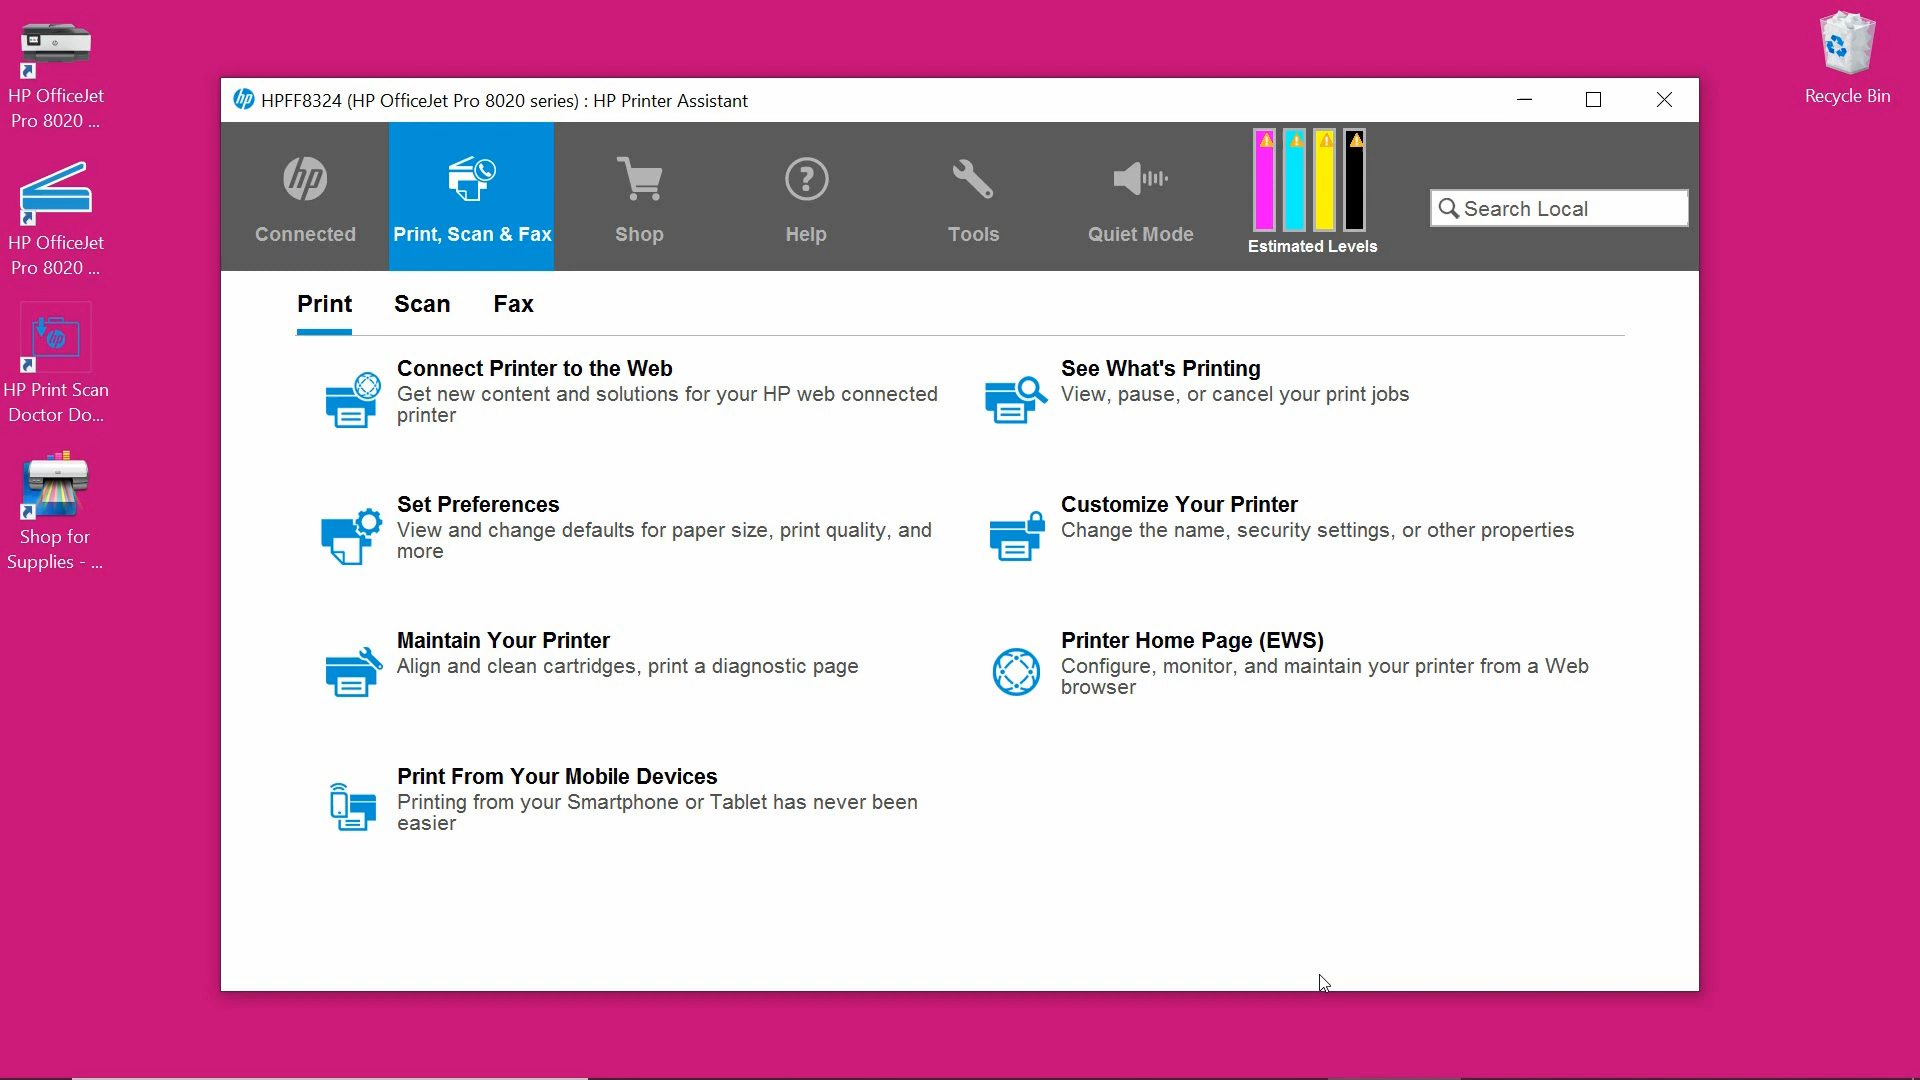 HP OfficeJet
Pro 8020 ...
HP OfficeJet
Pro 8020 ...
HP Print Scan
Doctor Do...
Shop for
Supplies - ...
Recycle Bin
hp HPFF8324 (HP OfficeJet Pro 8020 series) : HP Printer Assistant
hp
Connected
Print, Scan & Fax
Shop
Help
Tools
Quiet Mode
Estimated Levels
Search Local
Print Scan Fax
Connect Printer to the Web
Get new content and solutions for your HP web connected
printer
See What's Printing
View, pause, or cancel your print jobs
Set Preferences
View and change defaults for paper size, print quality, and
more
Customize Your Printer
Change the name, security settings, or other properties
Maintain Your Printer
Align and clean cartridges, print a diagnostic page
Printer Home Page (EWS)
Configure, monitor, and maintain your printer from a Web
browser
Print From Your Mobile Devices
Printing from your Smartphone or Tablet has never been
easier